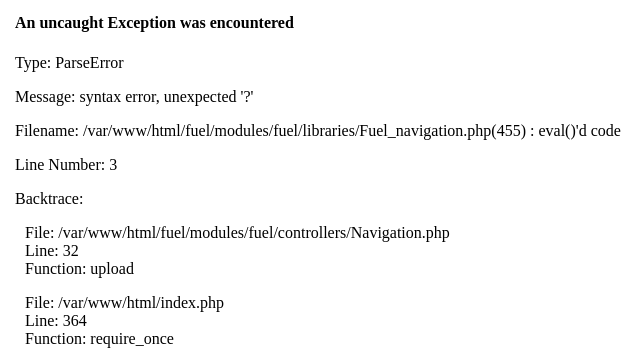 An uncaught Exception was encountered
Type: ParseError
Message: syntax error, unexpected '?'
Filename: /var/www/html/fuel/modules/fuel/libraries/Fuel_navigation.php(455) : eval()'d code
Line Number: 3
Backtrace:
File: /var/www/html/fuel/modules/fuel/controllers/Navigation.php
Line: 32
Function: upload
File: /var/www/html/index.php
Line: 364
Function: require_once